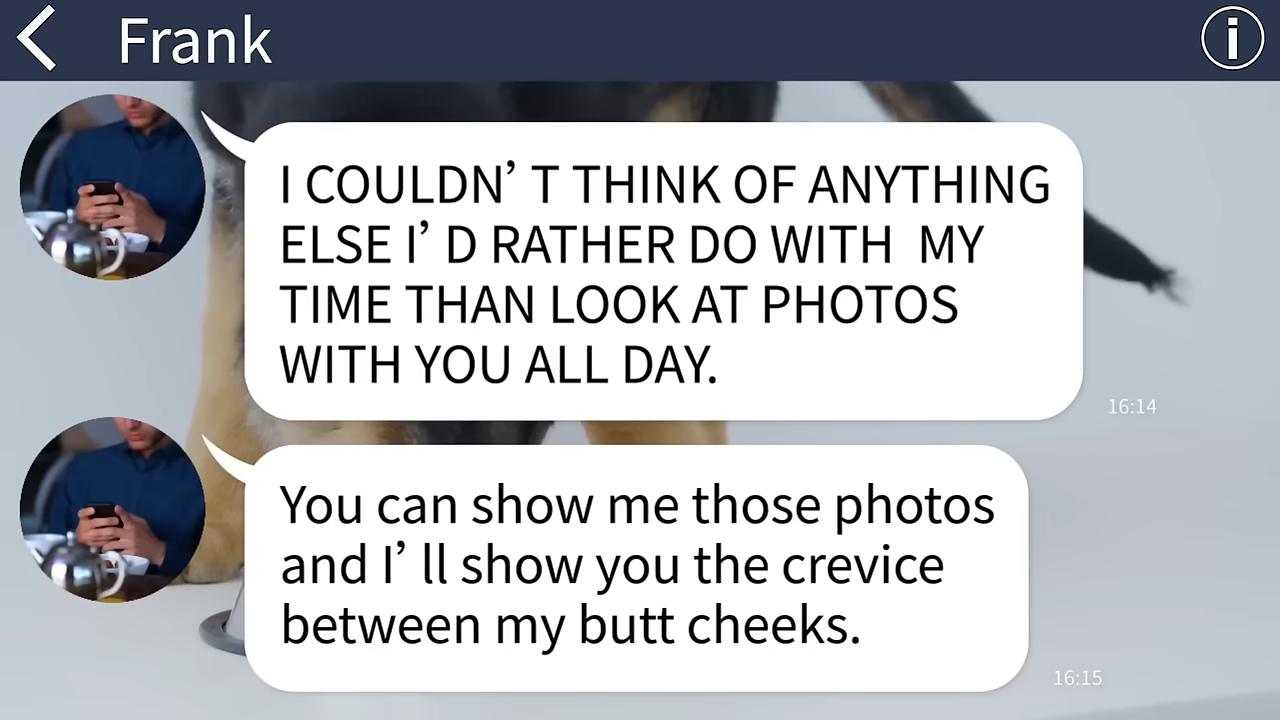 Frank
I COULDN’ T THINK OF ANYTHING
ELSE I’ D RATHER DO WITH  MY
TIME THAN LOOK AT PHOTOS
WITH YOU ALL DAY.
16:14
You can show me those photos
and I’ ll show you the crevice
between my butt cheeks.
16:15